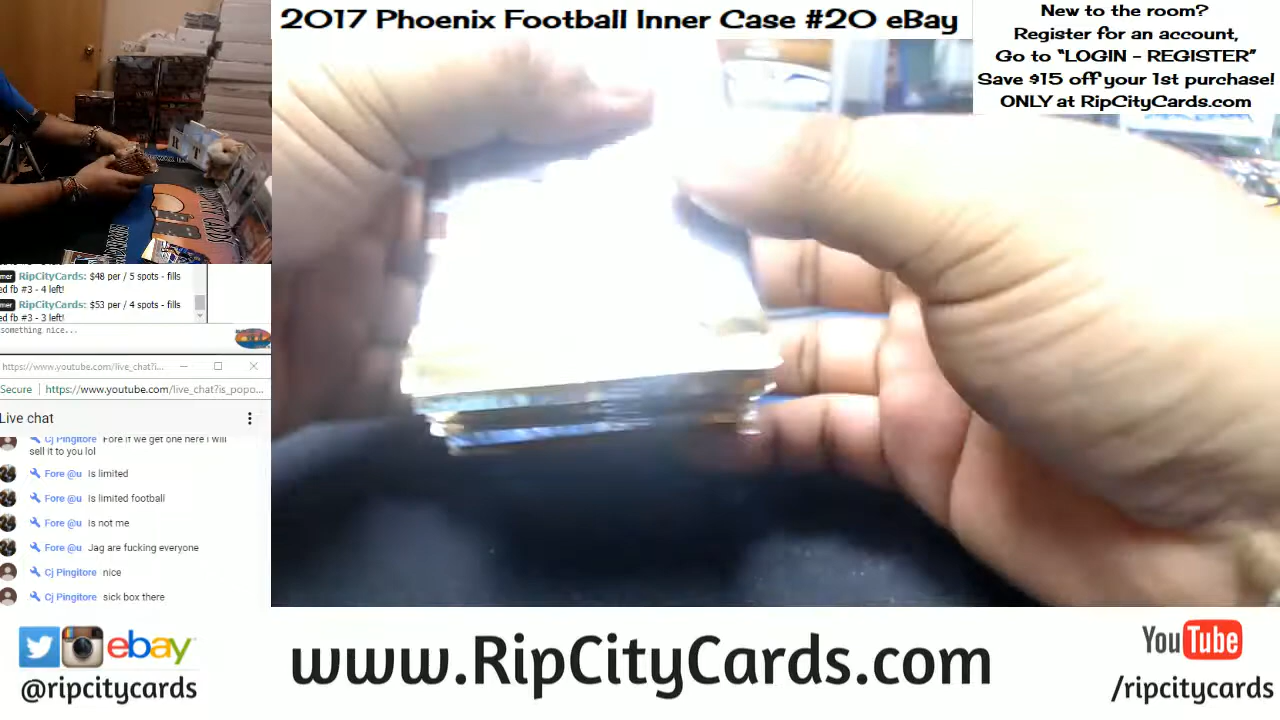 2017 Phoenix Football Inner Case #20 eBay
New to the room?
Register for an account,
Go to “LOGIN - REGISTER”
Save $15 off your 1st purchase!
ONLY at RipCityCards.com
RipCityCards: $48 per / 5 spots - fills
ed fb #3 - 4 left!
RipCityCards: $53 per / 4 spots - fills
ed fb #3 - 3 left!
something nice...
https://www.youtube.com/live_chat?i...
Secure https://www.youtube.com/live_chat?is_popo...
Live chat
Cj Pingitore Fore if we get one here i will
sell it to you lol
Fore @u Is limited
Fore @u Is limited football
Fore @u Is not me
Fore @u Jag are fucking everyone
Cj Pingitore nice
Cj Pingitore sick box there
ebay
@ripcitycards
www.RipCityCards.com
YouTube
/ripcitycards